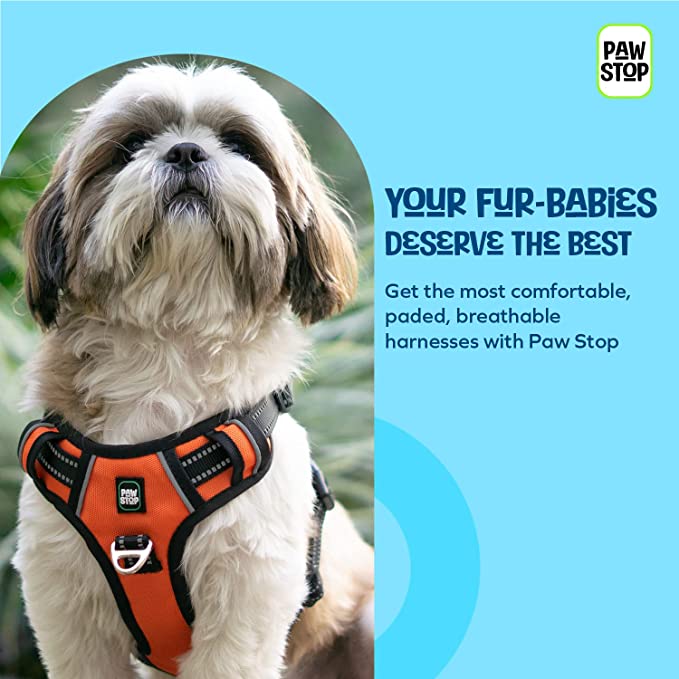 PAW
STOP
YOUR FUR-BABIES
DESERVE THE BEST
Get the most comfortable,
paded, breathable
harnesses with Paw Stop
PAW
STOP